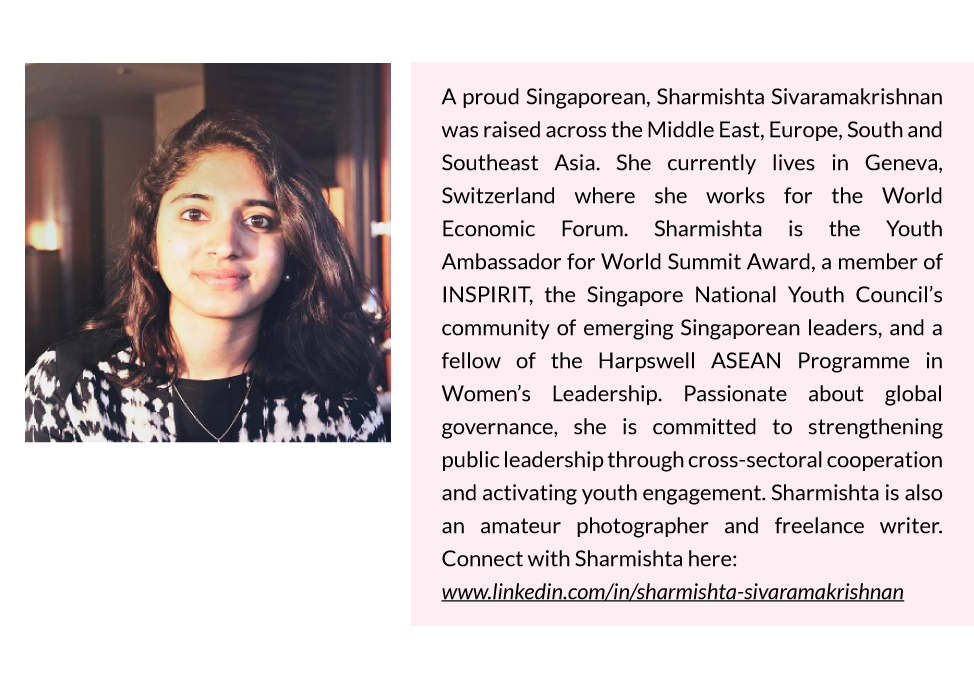 A proud Singaporean, Sharmishta Sivaramakrishnan
was raised across the Middle East, Europe, South and
Southeast Asia. She currently lives in Geneva,
Switzerland where she works for the World
Economic Forum. Sharmishta is the Youth
Ambassador for World Summit Award, a member of
INSPIRIT, the Singapore National Youth Council’s
community of emerging Singaporean leaders, and a
fellow of the Harpswell ASEAN Programme in
Women’s Leadership. Passionate about global
governance, she is committed to strengthening
public leadership through cross-sectoral cooperation
and activating youth engagement. Sharmishta is also
an amateur photographer and freelance writer.
Connect with Sharmishta here:
www.linkedin.com/in/sharmishta-sivaramakrishnan